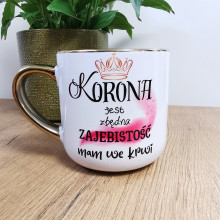 KORONA
jest
zbędna
ZAJEBISTOŚĆ
mam we krwi